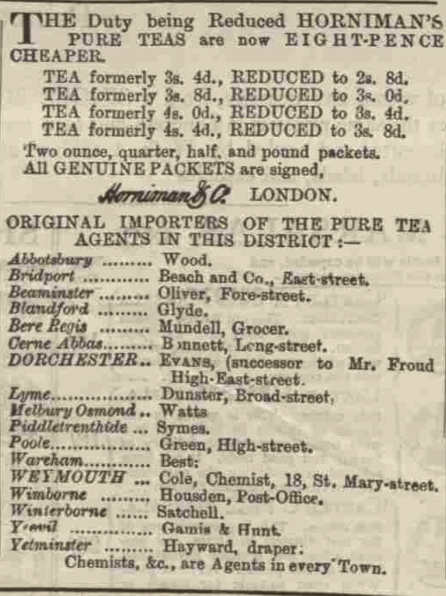 THE Duty being Reduced HORNIMAN'S
PURE TEAS are now EIGHT-PENCE
CHEAPER.
TEA formerly 3s. 4d., REDUCED to 2s. 8d.
TEA formerly 3s. 8d., REDUCED to 3s. 0d.
TEA formerly 4s. 0d., REDUCED to 3s. 4d.
TEA formerly 4s. 4d., REDUCED to 3s. 8d.
Two ounce, quarter, half, and pound packets.
All GENUINE PACKETS are signed,
Horniman & Co. LONDON.
ORIGINAL IMPORTERS OF THE PURE TEA
AGENTS IN THIS DISTRICT:—
Abbotsbury ......... Wood.
Bridport ............ Beach and Co., East-street.
Beaminster ......... Oliver, Fore-street.
Blandford ......... Glyde.
Bere Regis ......... Mundell, Grocer.
Cerne Abbas......... Bonnett, Long-street.
DORCHESTER.. EVANS, (successor to Mr. Froud
High-East-street.
Lyme.................. Dunster, Broad-street,
Melbury Osmond .. Watts
Piddletrenthide ... Symes.
Poole.................. Green, High-street.
Wareham............ Best:
WEYMOUTH ... Cole, Chemist, 18, St. Mary-street.
Wimborne ......... Housden, Post-Office.
Winterborne ...... Satchell.
Yeovil ............... Gamis & Hunt.
Yetminster ......... Hayward, draper.
Chemists, &c., are Agents in every Town.